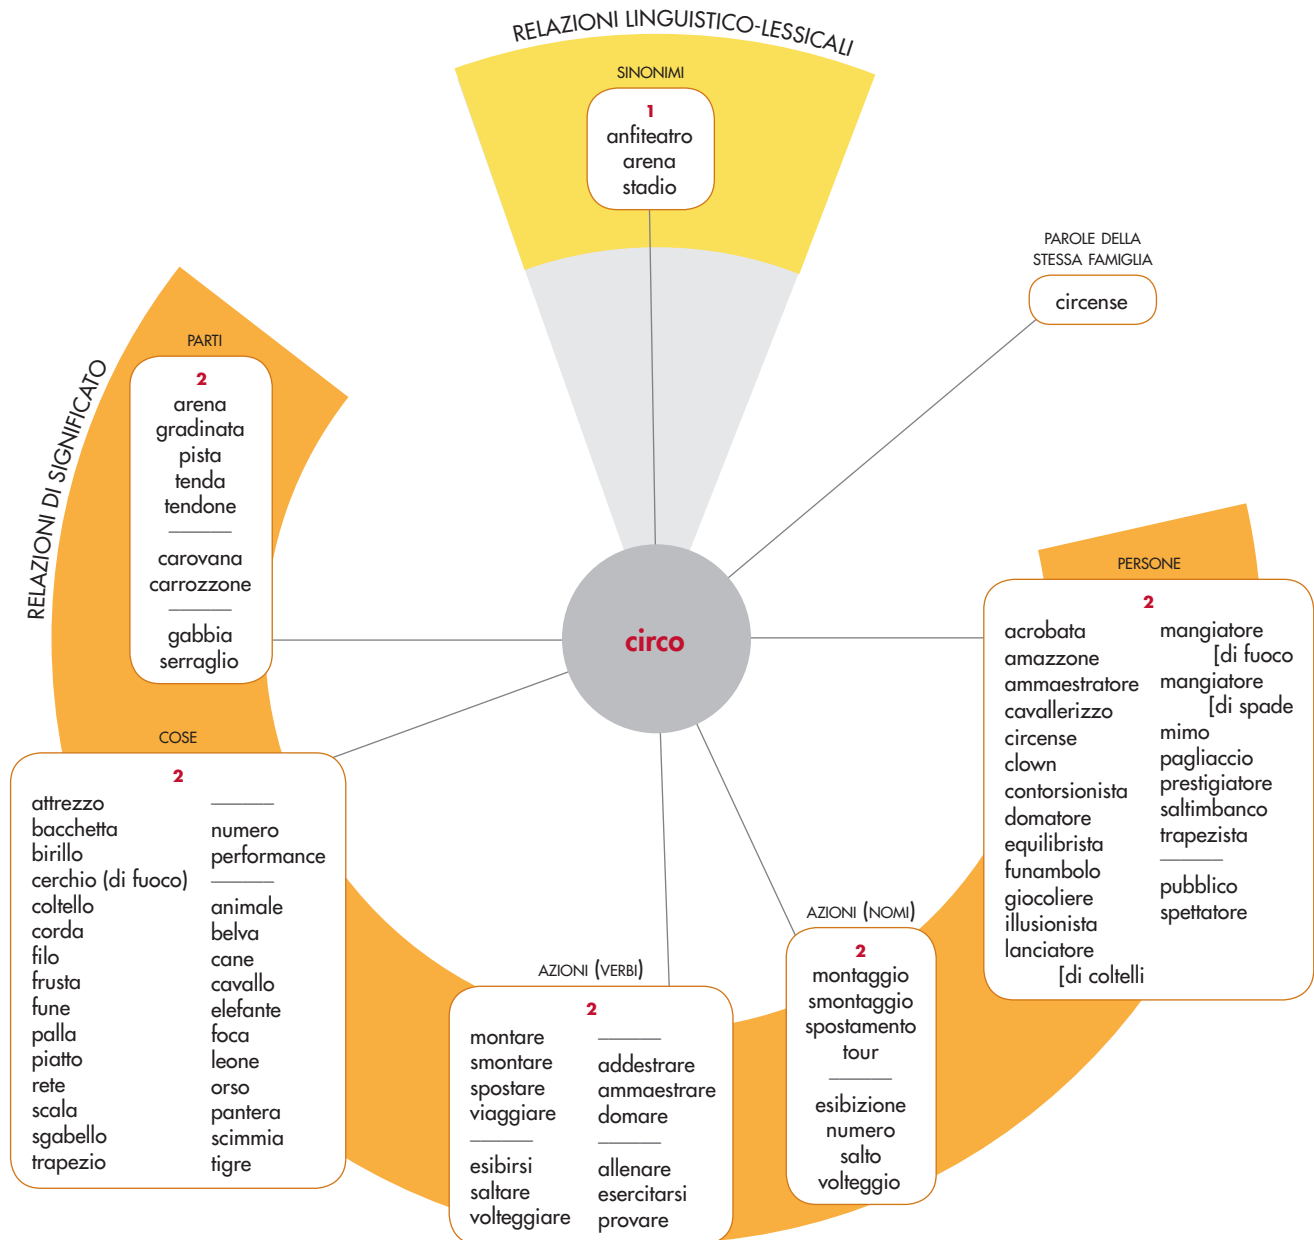 RELAZIONI LINGUISTICO-LESSICALI
SINONIMI
1
anfiteatro
arena
stadio
PAROLE DELLA
STESSA FAMIGLIA
circense
RELAZIONI DI SIGNIFICATO
PARTI
2
arena
gradinata
pista
tenda
tendone
carovana
carrozzone
gabbia
serraglio
circo
PERSONE
2
acrobata
amazzone
ammaestratore
cavallerizzo
circense
clown
contorsionista
domatore
equilibrista
funambolo
giocoliere
illusionista
lanciatore
[di coltelli
mangiatore
[di fuoco
mangiatore
[di spade
mimo
pagliaccio
prestigiatore
saltimbanco
trapezista
pubblico
spettatore
COSE
2
attrezzo
bacchetta
birillo
cerchio (di fuoco)
coltello
corda
filo
frusta
fune
palla
piatto
rete
scala
sgabello
trapezio
numero
performance
animale
belva
cane
cavallo
elefante
foca
leone
orso
pantera
scimmia
tigre
AZIONI (VERBI)
2
montare
smontare
spostare
viaggiare
esibirsi
saltare
volteggiare
addestrare
ammaestrare
domare
allenare
esercitarsi
provare
AZIONI (NOMI)
2
montaggio
smontaggio
spostamento
tour
esibizione
numero
salto
volteggio